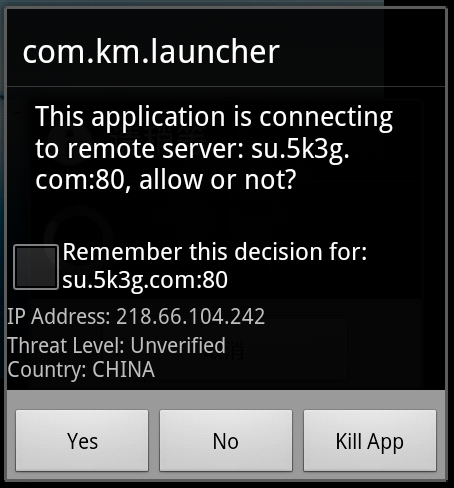 com.km.launcher
This application is connecting
to remote server: su.5k3g.
com:80, allow or not?
Remember this decision for:
su.5k3g.com:80
IP Address: 218.66.104.242
Threat Level: Unverified
Country: CHINA
Yes
No
Kill App